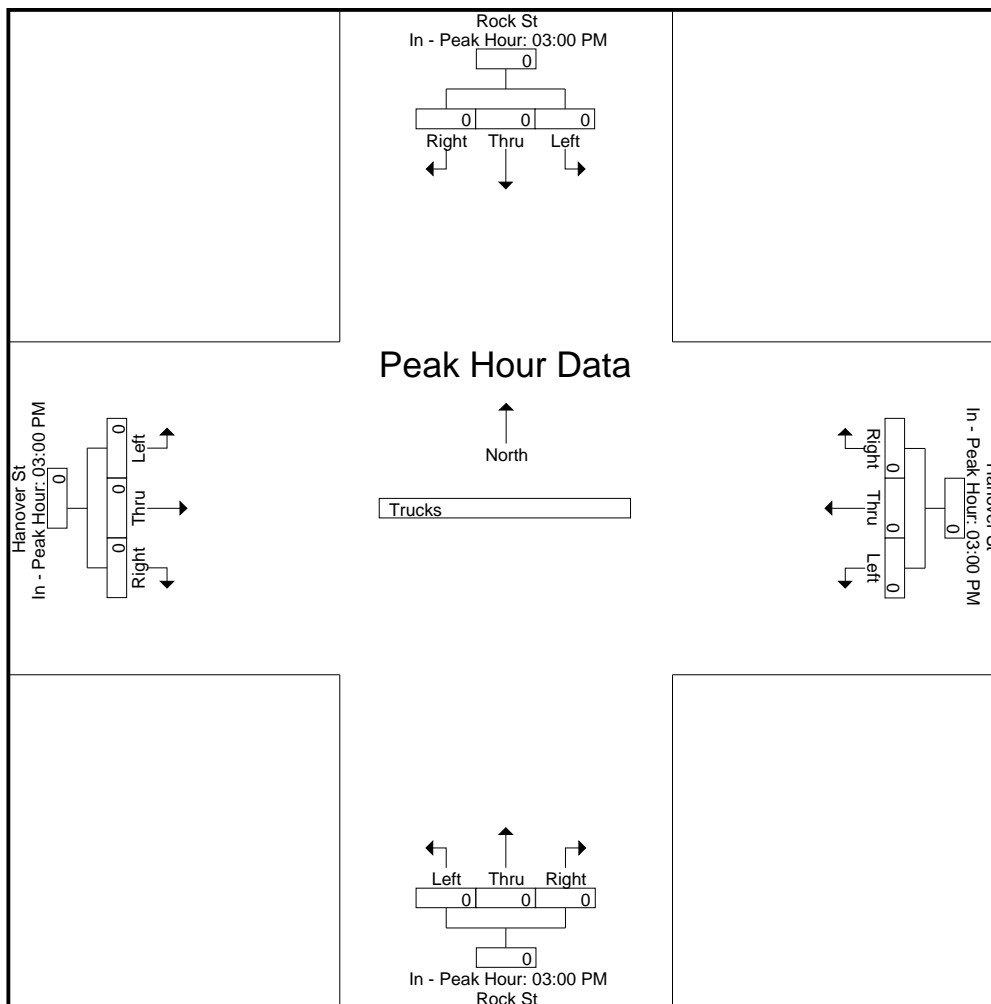 Rock St
In - Peak Hour: 03:00 PM
0
0 0 0
Right Thru Left
Peak Hour Data
North
Trucks
Hanover St
In - Peak Hour: 03:00 PM
0
0 0 0
Left Thru Right
Right Thru Left
0 0 0
0
In - Peak Hour: 03:00 PM
Hanover St
Left Thru Right
0 0 0
0
In - Peak Hour: 03:00 PM
Rock St